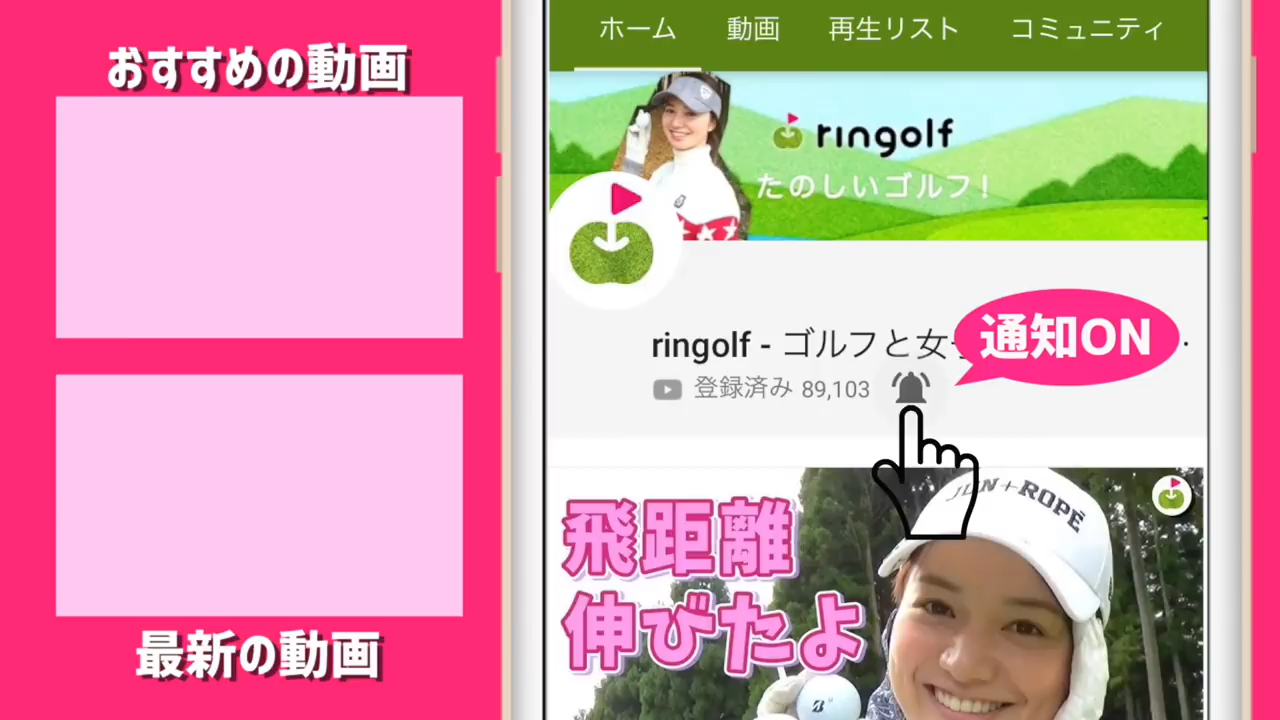 おすすめの動画
最新の動画
ホーム 動画 再生リスト コミュニティ
ringolf
たのしいゴルフ!
ringolf - ゴルフと女
通知ON
登録済み 89,103
JUN+ROPÉ
飛距離
伸びたよ
B